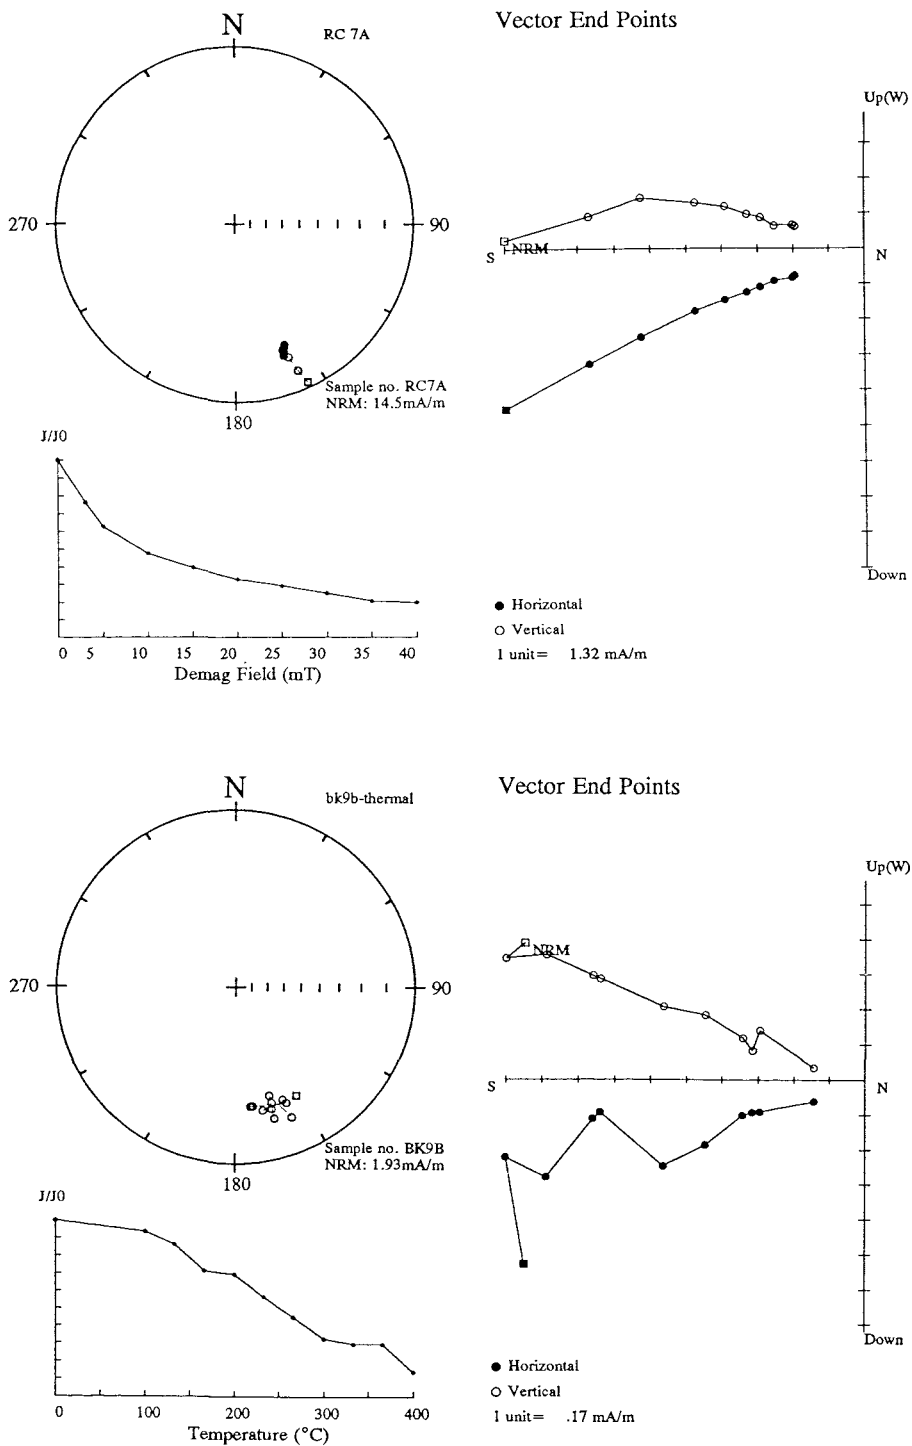 N
RC 7A
270
90
180
Sample no. RC7A
NRM: 14.5mA/m
Vector End Points
Up(W)
S
NRM
N
Down
J/J0
0 5 10 15 20 25 30 35 40
Demag Field (mT)
● Horizontal
○ Vertical
1 unit= 1.32 mA/m
N
bk9b-thermal
270
90
180
Sample no. BK9B
NRM: 1.93mA/m
Vector End Points
Up(W)
NRM
S
N
Down
J/J0
0 100 200 300 400
Temperature (°C)
● Horizontal
○ Vertical
1 unit= .17 mA/m